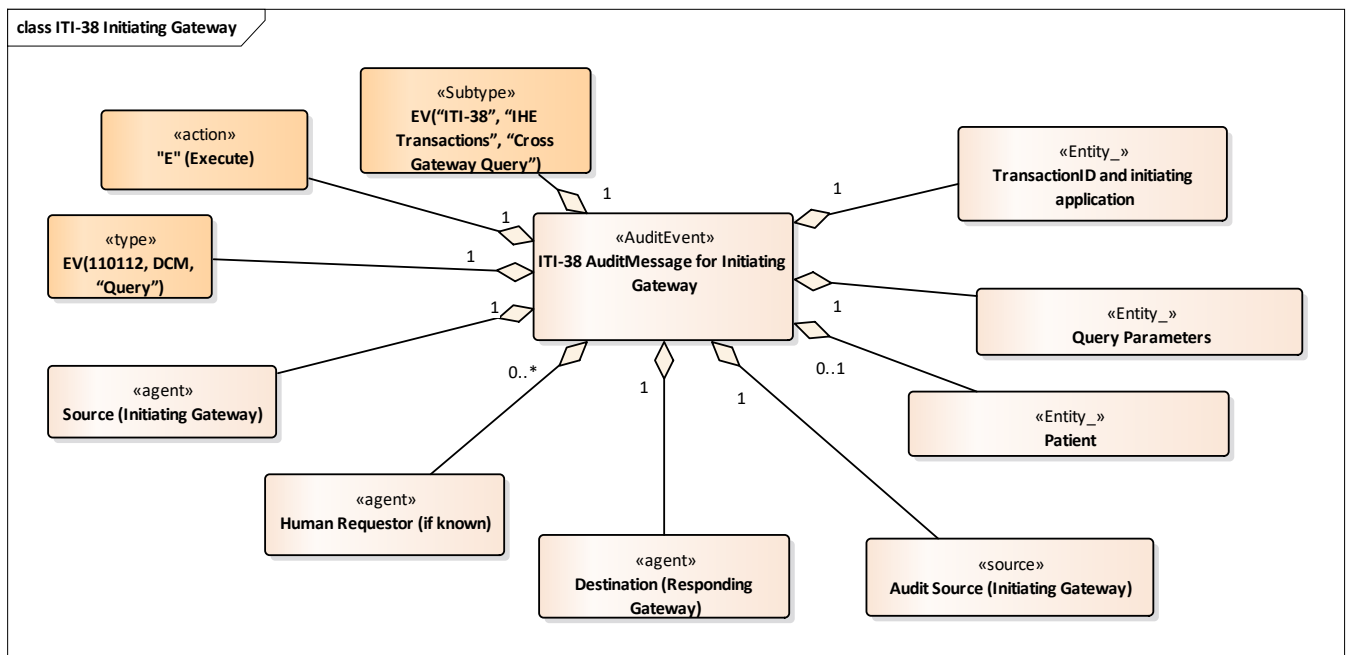 class ITI-38 Initiating Gateway
«Subtype»
EV(“ITI-38”, “IHE
Transactions”, “Cross
Gateway Query”)
«action»
"E" (Execute)
«Entity_»
TransactionID and initiating
application
1
1
1
«type»
EV(110112, DCM,
“Query”)
1
«AuditEvent»
ITI-38 AuditMessage for Initiating
Gateway
1
1
«Entity_»
Query Parameters
0..*
1
1
0..1
«agent»
Source (Initiating Gateway)
«Entity_»
Patient
«agent»
Human Requestor (if known)
«agent»
Destination (Responding
Gateway)
«source»
Audit Source (Initiating Gateway)